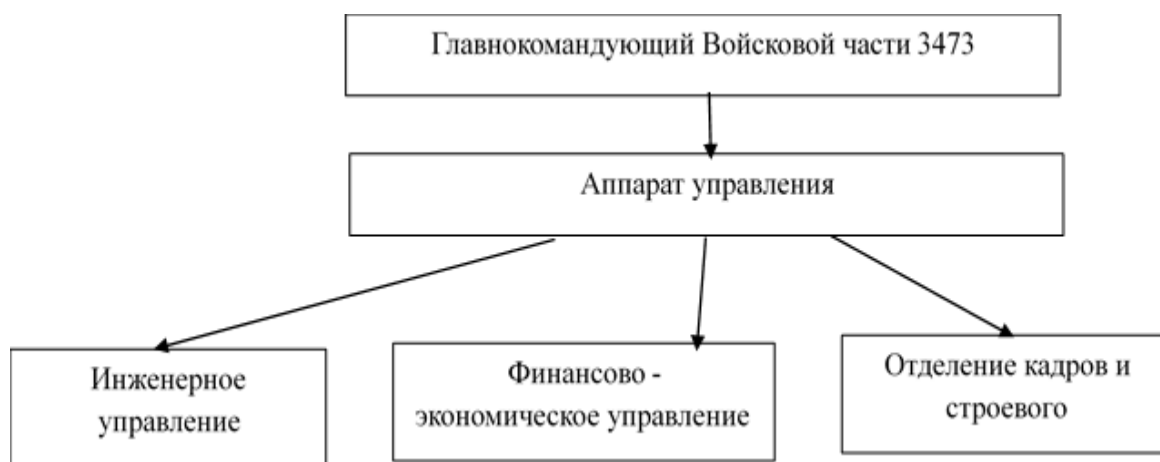 Главнокомандующий Войсковой части 3473
Аппарат управления
Инженерное
управление
Финансово -
экономическое управление
Отделение кадров и
строевого